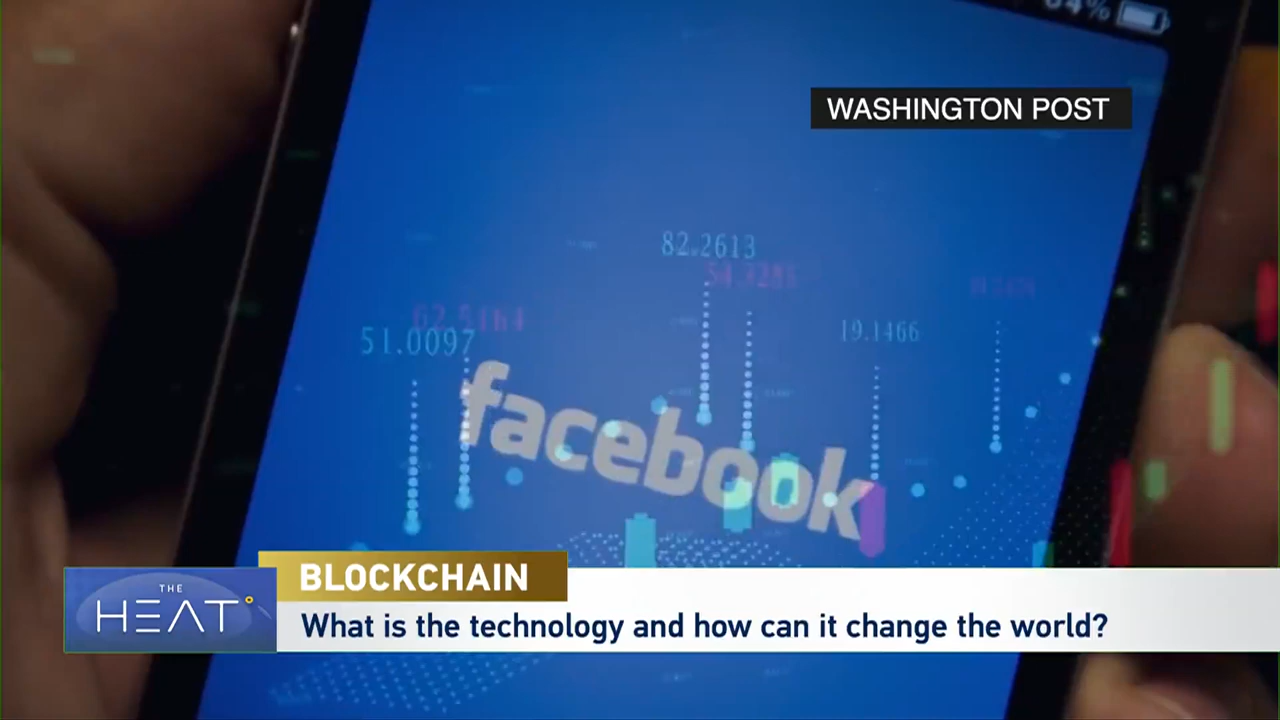 WASHINGTON POST
82.2613
51.0097
19.1466
facebook
BLOCKCHAIN
THE
HEAT
What is the technology and how can it change the world?